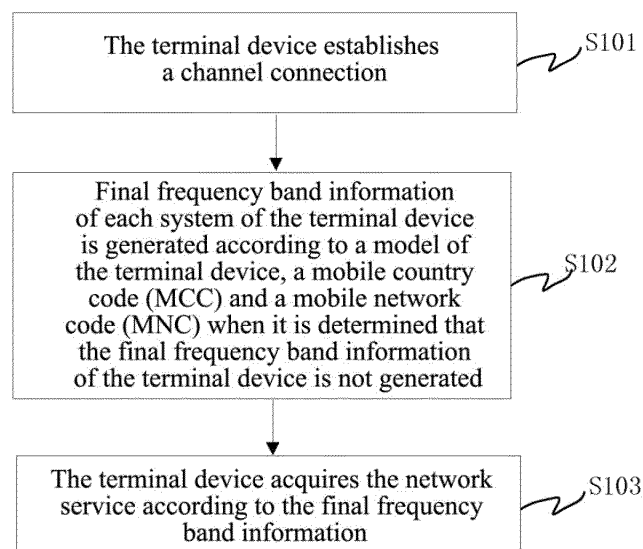 The terminal device establishes
a channel connection
S101
Final frequency band information
of each system of the terminal device
is generated according to a model of
the terminal device, a mobile country
code (MCC) and a mobile network
code (MNC) when it is determined that
the final frequency band information
of the terminal device is not generated
S102
The terminal device acquires the network
service according to the final frequency
band information
S103